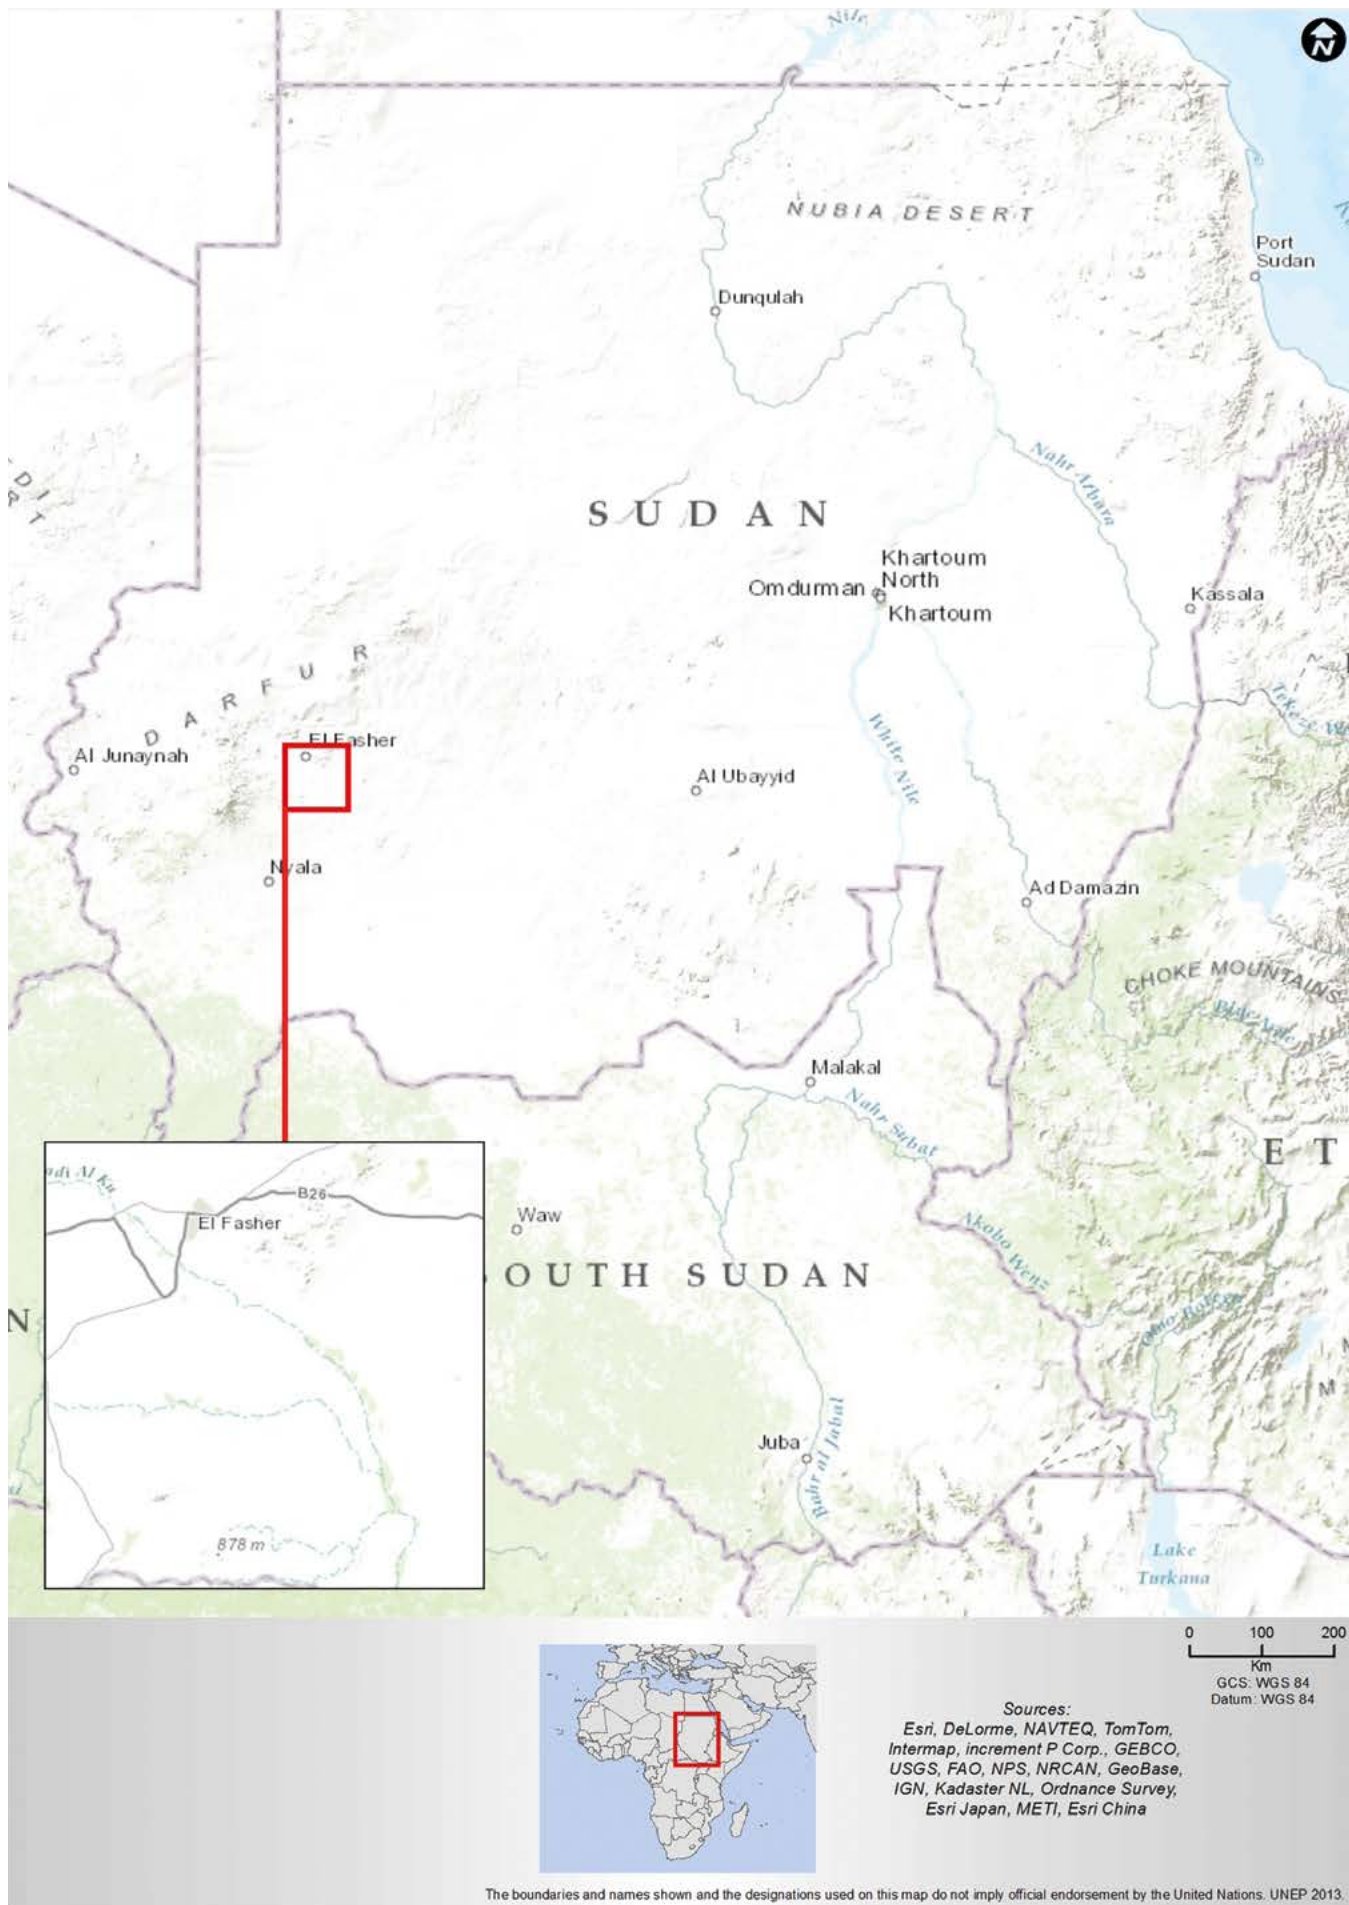 Nile
N
NUBIA DESERT
Port
Sudan
Dunqulah
Nahr Atbara
SUDAN
Khartoum
North
Omdurman
Khartoum
Kassala
DARFUR
El Fasher
Al Junaynah
White Nile
Al Ubayyid
Nyala
Ad Damazin
CHOKE MOUNTAINS
Blue Nile
Malakal
Nahr Subat
E T
adi Al Ku
B26
El Fasher
Waw
Akobo Wenz
OUTH SUDAN
N
878 m
Juba
Bahr al Jabal
M
Lake
Turkana
0 100 200
Km
GCS: WGS 84
Datum: WGS 84
Sources:
Esri, DeLorme, NAVTEQ, TomTom,
Intermap, increment P Corp., GEBCO,
USGS, FAO, NPS, NRCAN, GeoBase,
IGN, Kadaster NL, Ordnance Survey,
Esri Japan, METI, Esri China
The boundaries and names shown and the designations used on this map do not imply official endorsement by the United Nations. UNEP 2013.